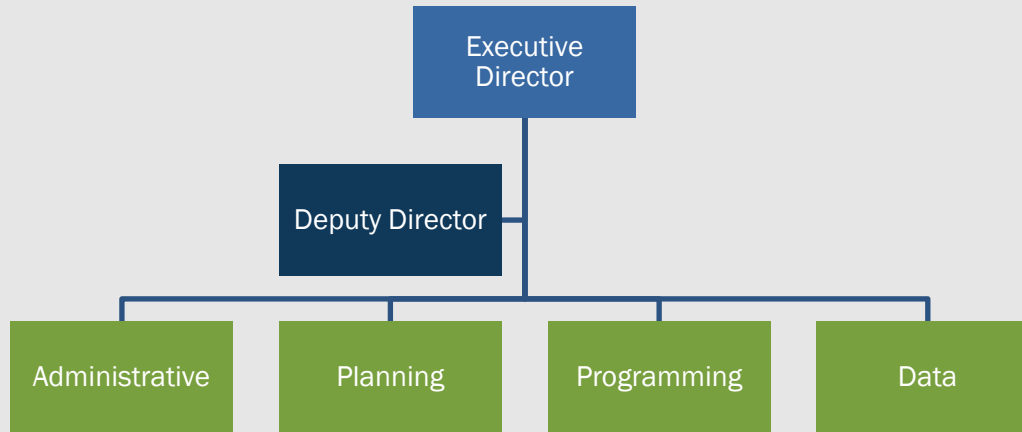 Executive
Director
Deputy Director
Administrative
Planning
Programming
Data